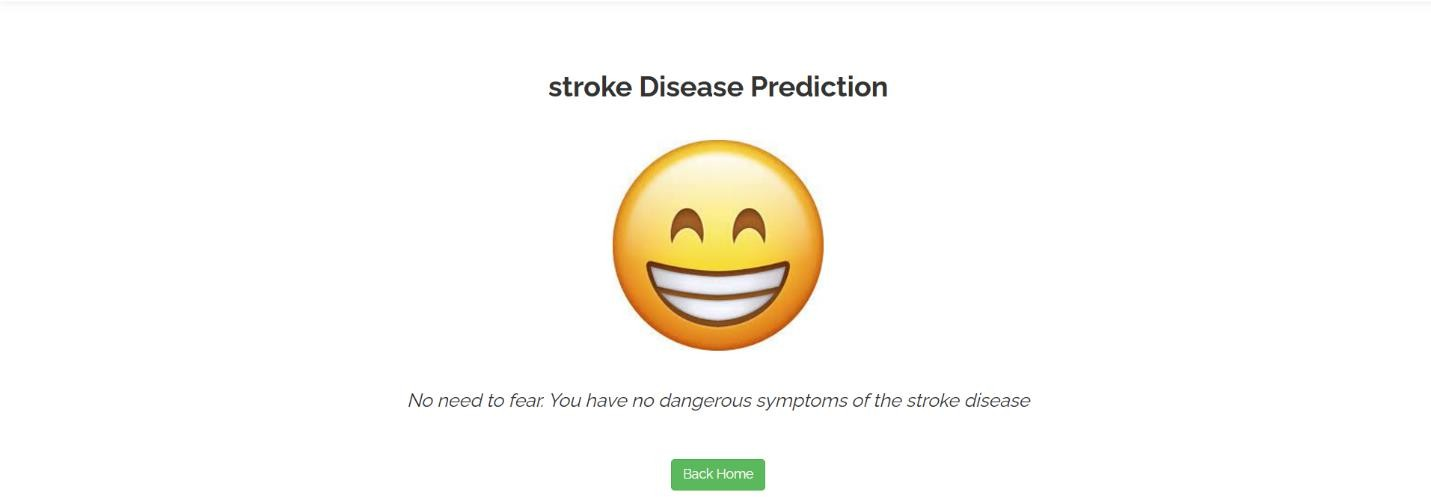 stroke Disease Prediction
No need to fear. You have no dangerous symptoms of the stroke disease
Back Home